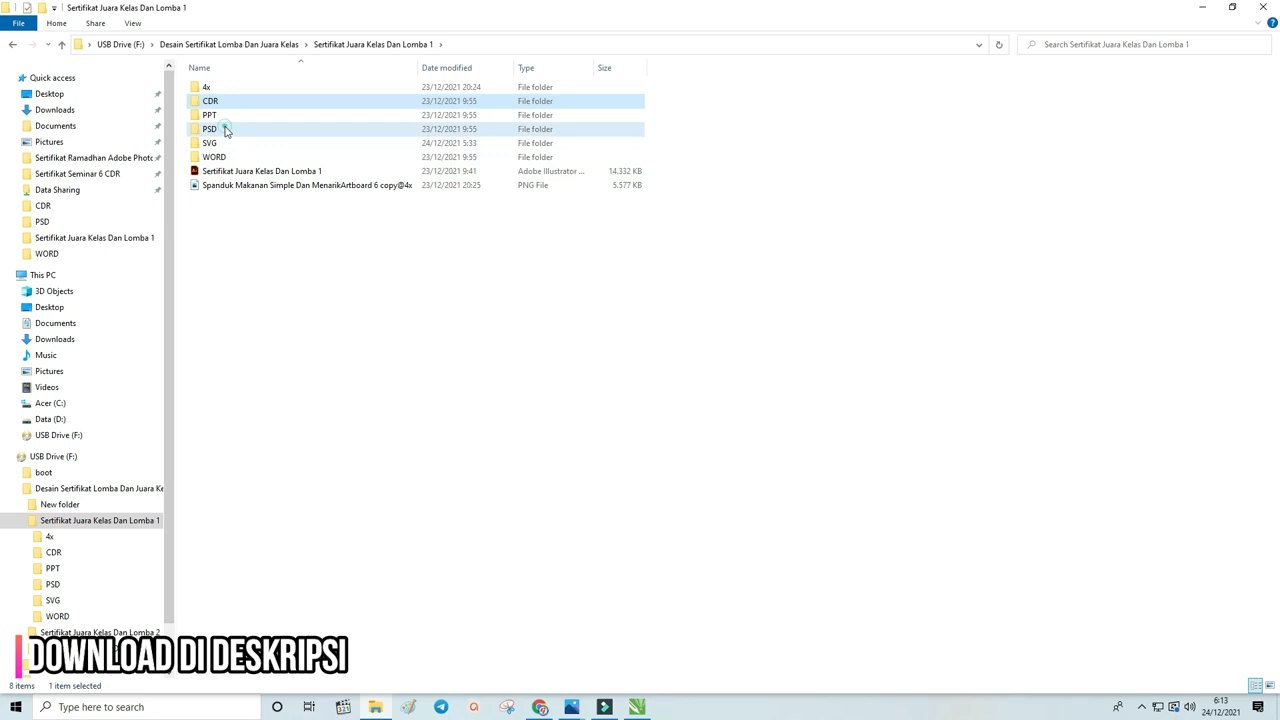 Sertifikat Juara Kelas Dan Lomba 1
File Home Share View
USB Drive (F:) Desain Sertifikat Lomba Dan Juara Kelas Sertifikat Juara Kelas Dan Lomba 1
Search Sertifikat Juara Kelas Dan Lomba 1
Name Date modified Type Size
4x 23/12/2021 20:24 File folder
CDR 23/12/2021 9:55 File folder
PPT 23/12/2021 9:55 File folder
PSD 23/12/2021 9:55 File folder
SVG 24/12/2021 5:33 File folder
WORD 23/12/2021 9:55 File folder
Sertifikat Juara Kelas Dan Lomba 1 23/12/2021 9:41 Adobe Illustrator ... 14.332 KB
Spanduk Makanan Simple Dan MenarikArtboard 6 copy@4x 23/12/2021 20:25 PNG File 5.577 KB
Quick access
Desktop
Downloads
Documents
Pictures
Sertifikat Ramadhan Adobe Photc
Sertifikat Seminar 6 CDR
Data Sharing
CDR
PSD
Sertifikat Juara Kelas Dan Lomba 1
WORD
This PC
3D Objects
Desktop
Documents
Downloads
Music
Pictures
Videos
Acer (C:)
Data (D:)
USB Drive (F:)
USB Drive (F:)
boot
Desain Sertifikat Lomba Dan Juara Ke
New folder
Sertifikat Juara Kelas Dan Lomba 1
4x
CDR
PPT
PSD
SVG
WORD
Sertifikat Juara Kelas Dan Lomba 2
DOWNLOAD DI DESKRIPSI
8 items 1 item selected
Type here to search
6:13
24/12/2021